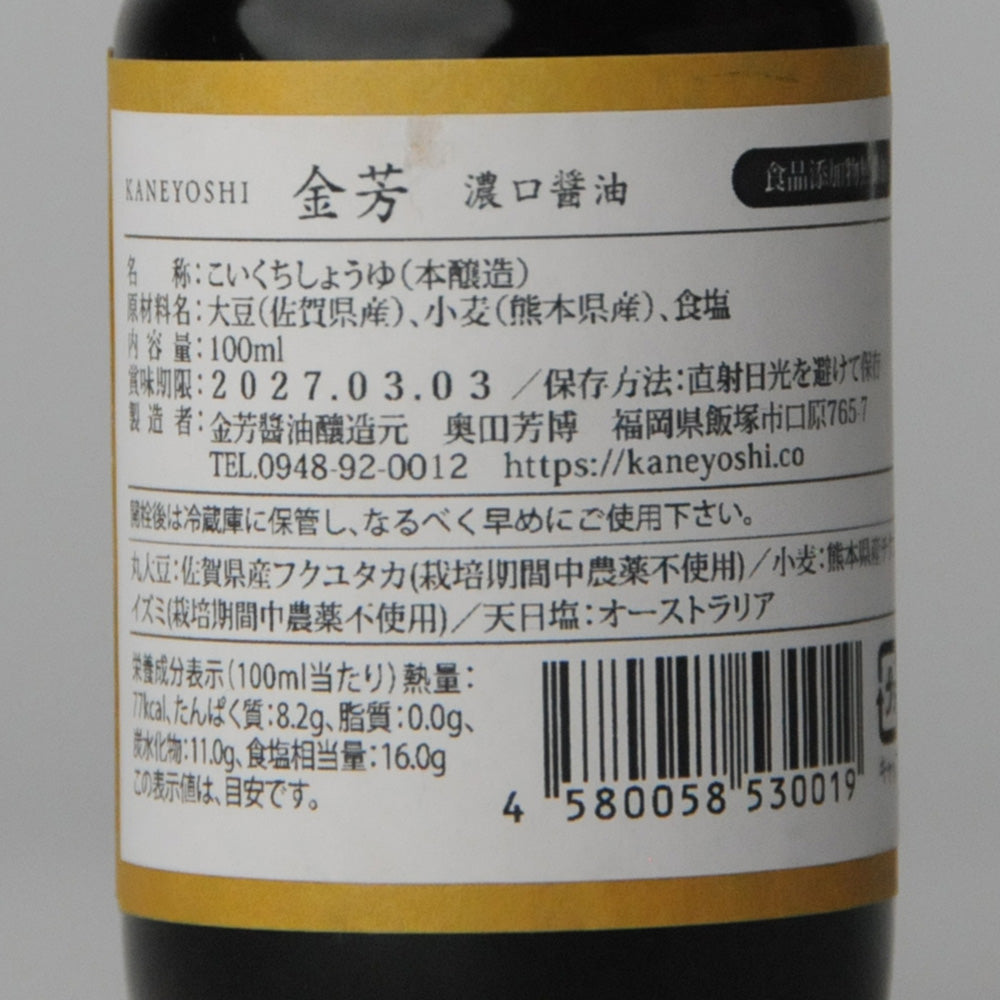 KANEYOSHI 金芳 濃口醤油 食品添加物
名 称：こいくちしょうゆ（本醸造）
原材料名：大豆(佐賀県産)、小麦(熊本県産)、食塩
内容量：100ml
賞味期限：2027.03.03 ／保存方法：直射日光を避けて保存
製造者：金芳醬油釀造元 奥田芳博 福岡県飯塚市口原765-7
TEL.0948-92-0012 https://kaneyoshi.co
開栓後は冷蔵庫に保管し、なるべく早めにご使用下さい。
丸大豆：佐賀県産フクユタカ(栽培期間中農薬不使用)／小麦：熊本県産
イズミ(栽培期間中農薬不使用)／天日塩：オーストラリア
栄養成分表示(100ml当たり)熱量：
77kcal、たんぱく質：8.2g、脂質：0.0g、
炭水化物：11.0g、食塩相当量：16.0g
この表示値は、目安です。
4 580058 530019